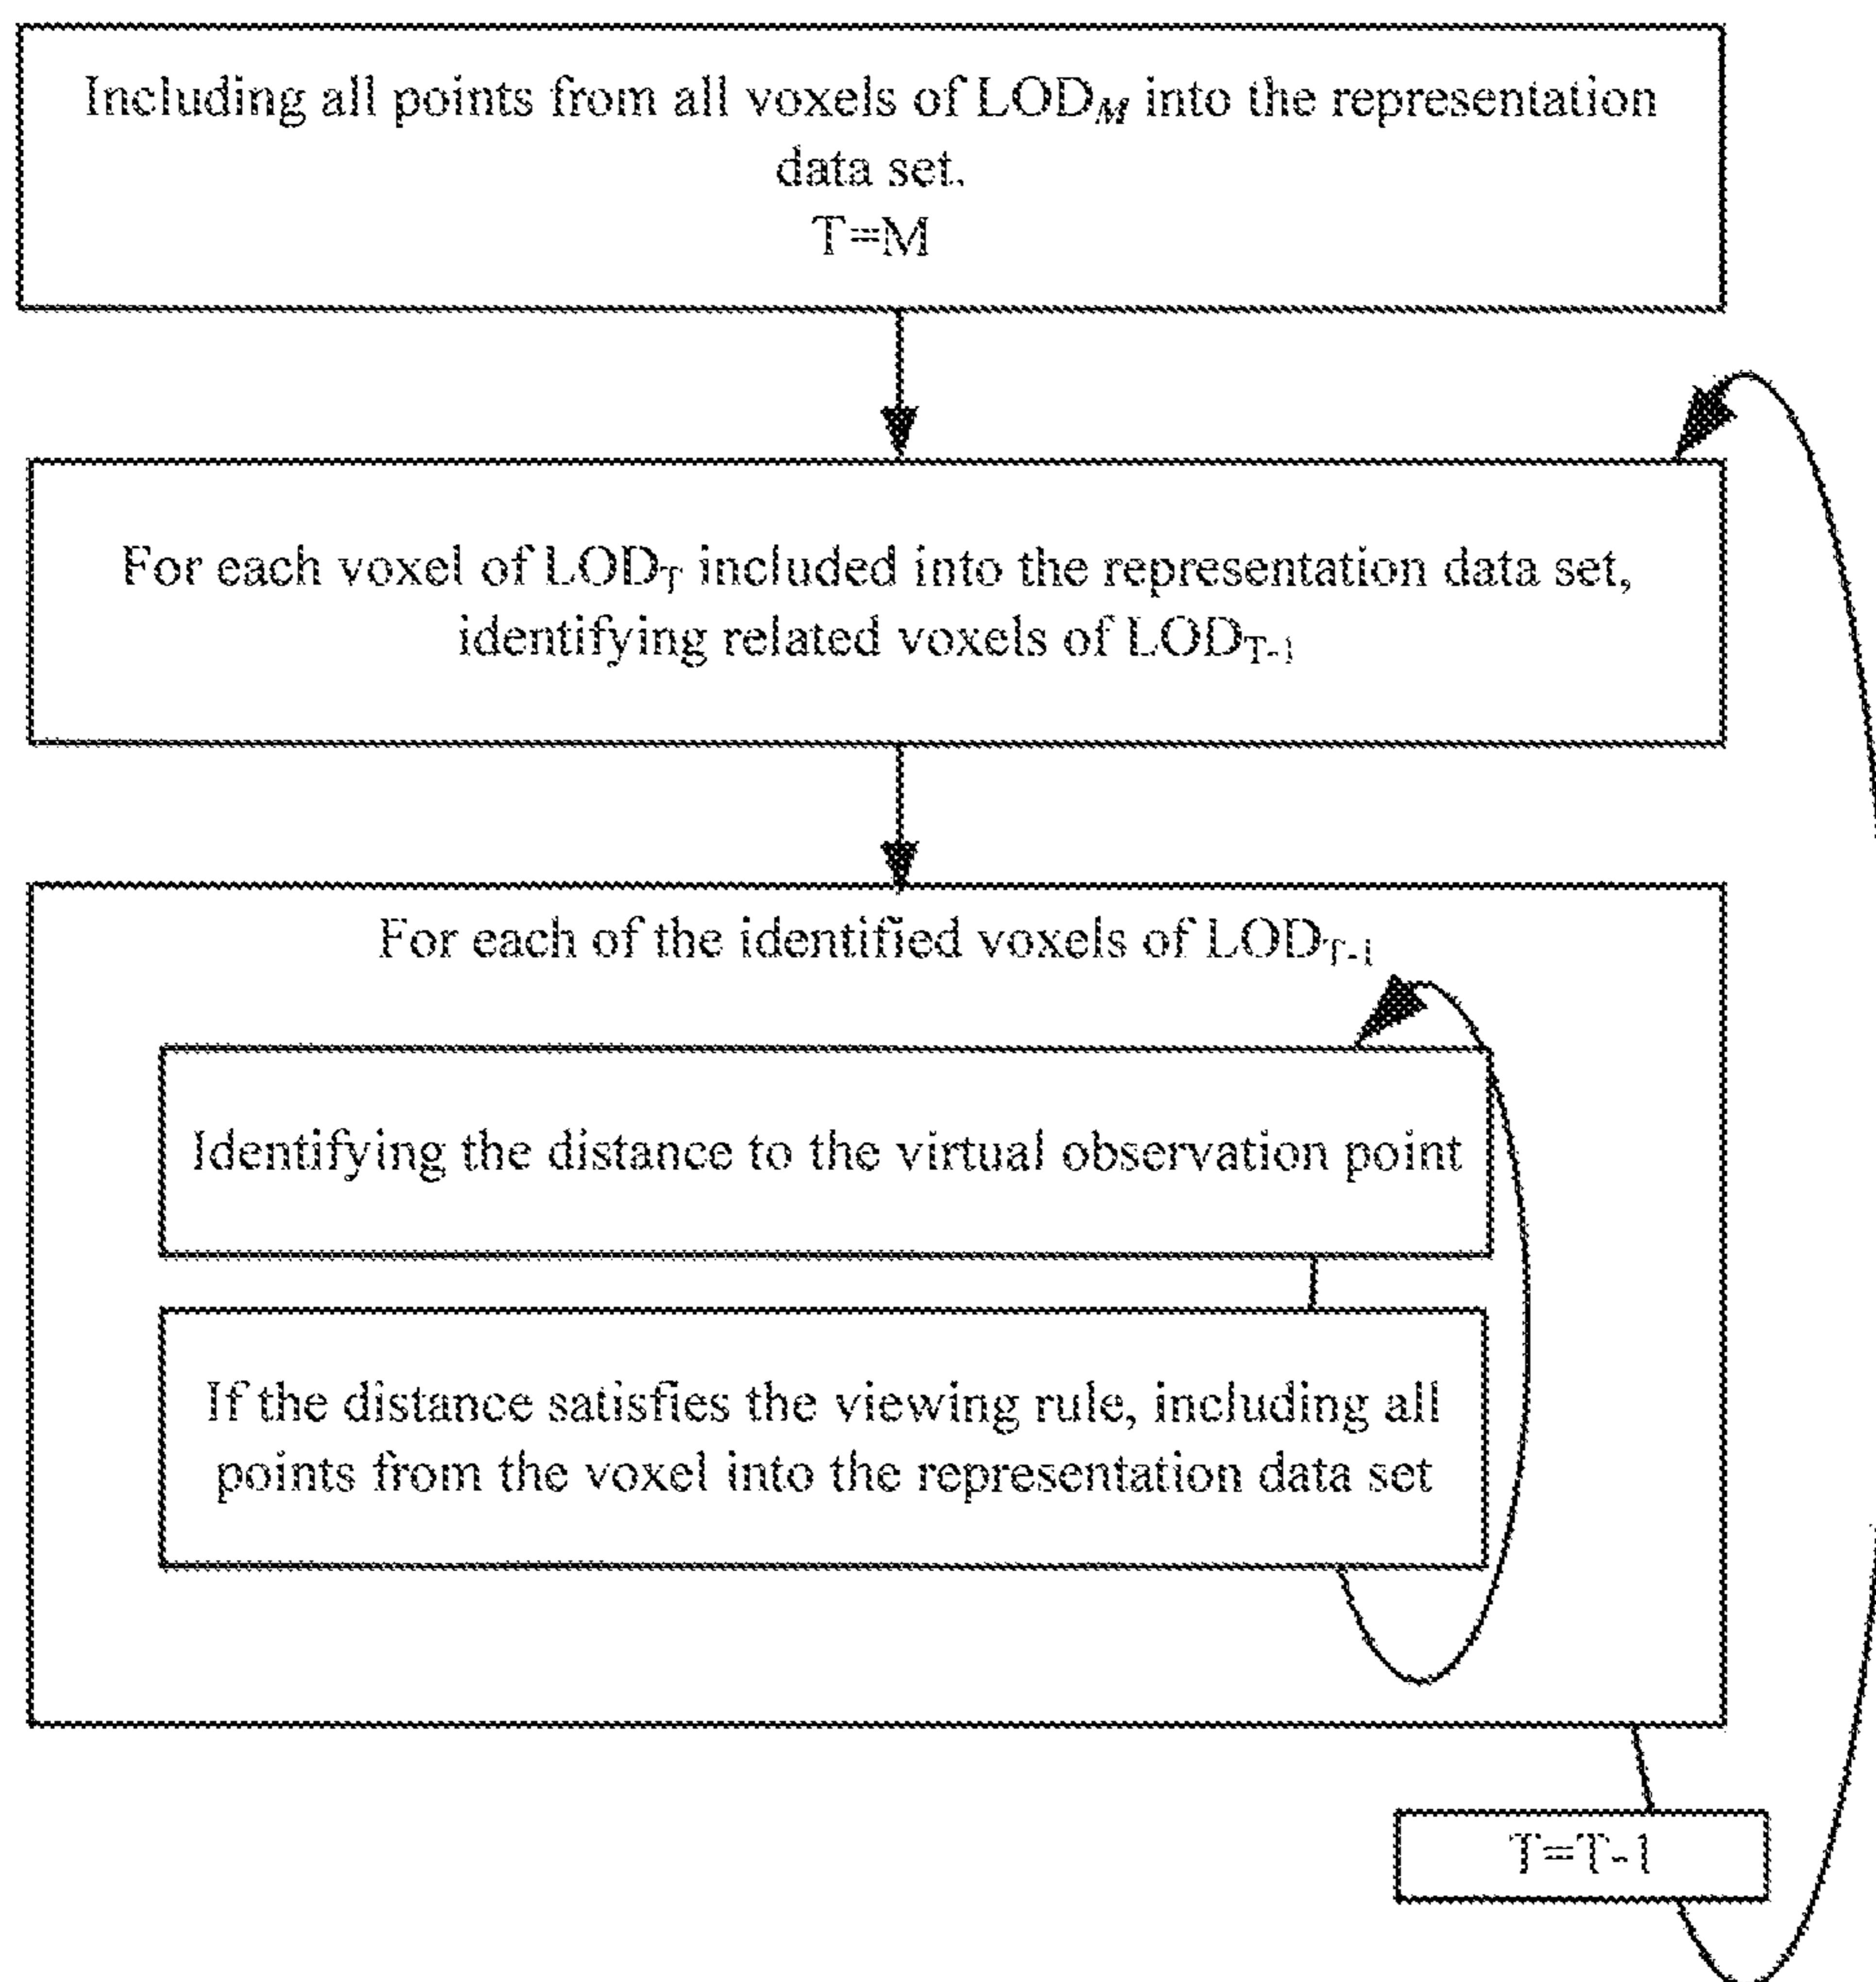 Including all points from all voxels of LOD_M into the representation
data set.
T=M
For each voxel of LOD_T included into the representation data set,
identifying related voxels of LOD_T-1
For each of the identified voxels of LOD_T-1
Identifying the distance to the virtual observation point
If the distance satisfies the viewing rule, including all
points from the voxel into the representation data set
T=T-1